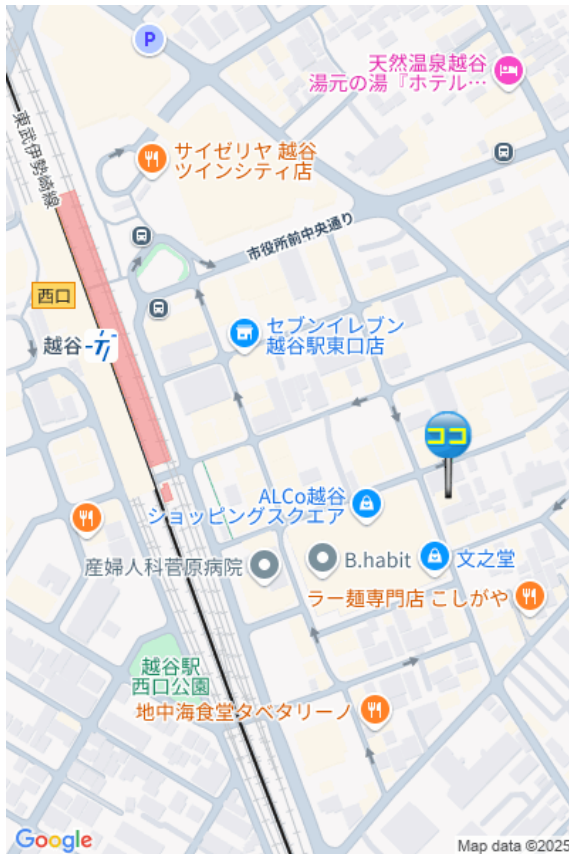 P
天然温泉越谷
湯元の湯『ホテル…
東武伊勢崎線
サイゼリヤ 越谷
ツインシティ店
市役所前中央通り
西口
セブンイレブン
越谷駅東口店
越谷
ココ
ALCo越谷
ショッピングスクエア
産婦人科菅原病院
B.habit
文之堂
ラー麺専門店 こしがや
越谷駅
西口公園
地中海食堂タベタリーノ
Google
Map data ©2025